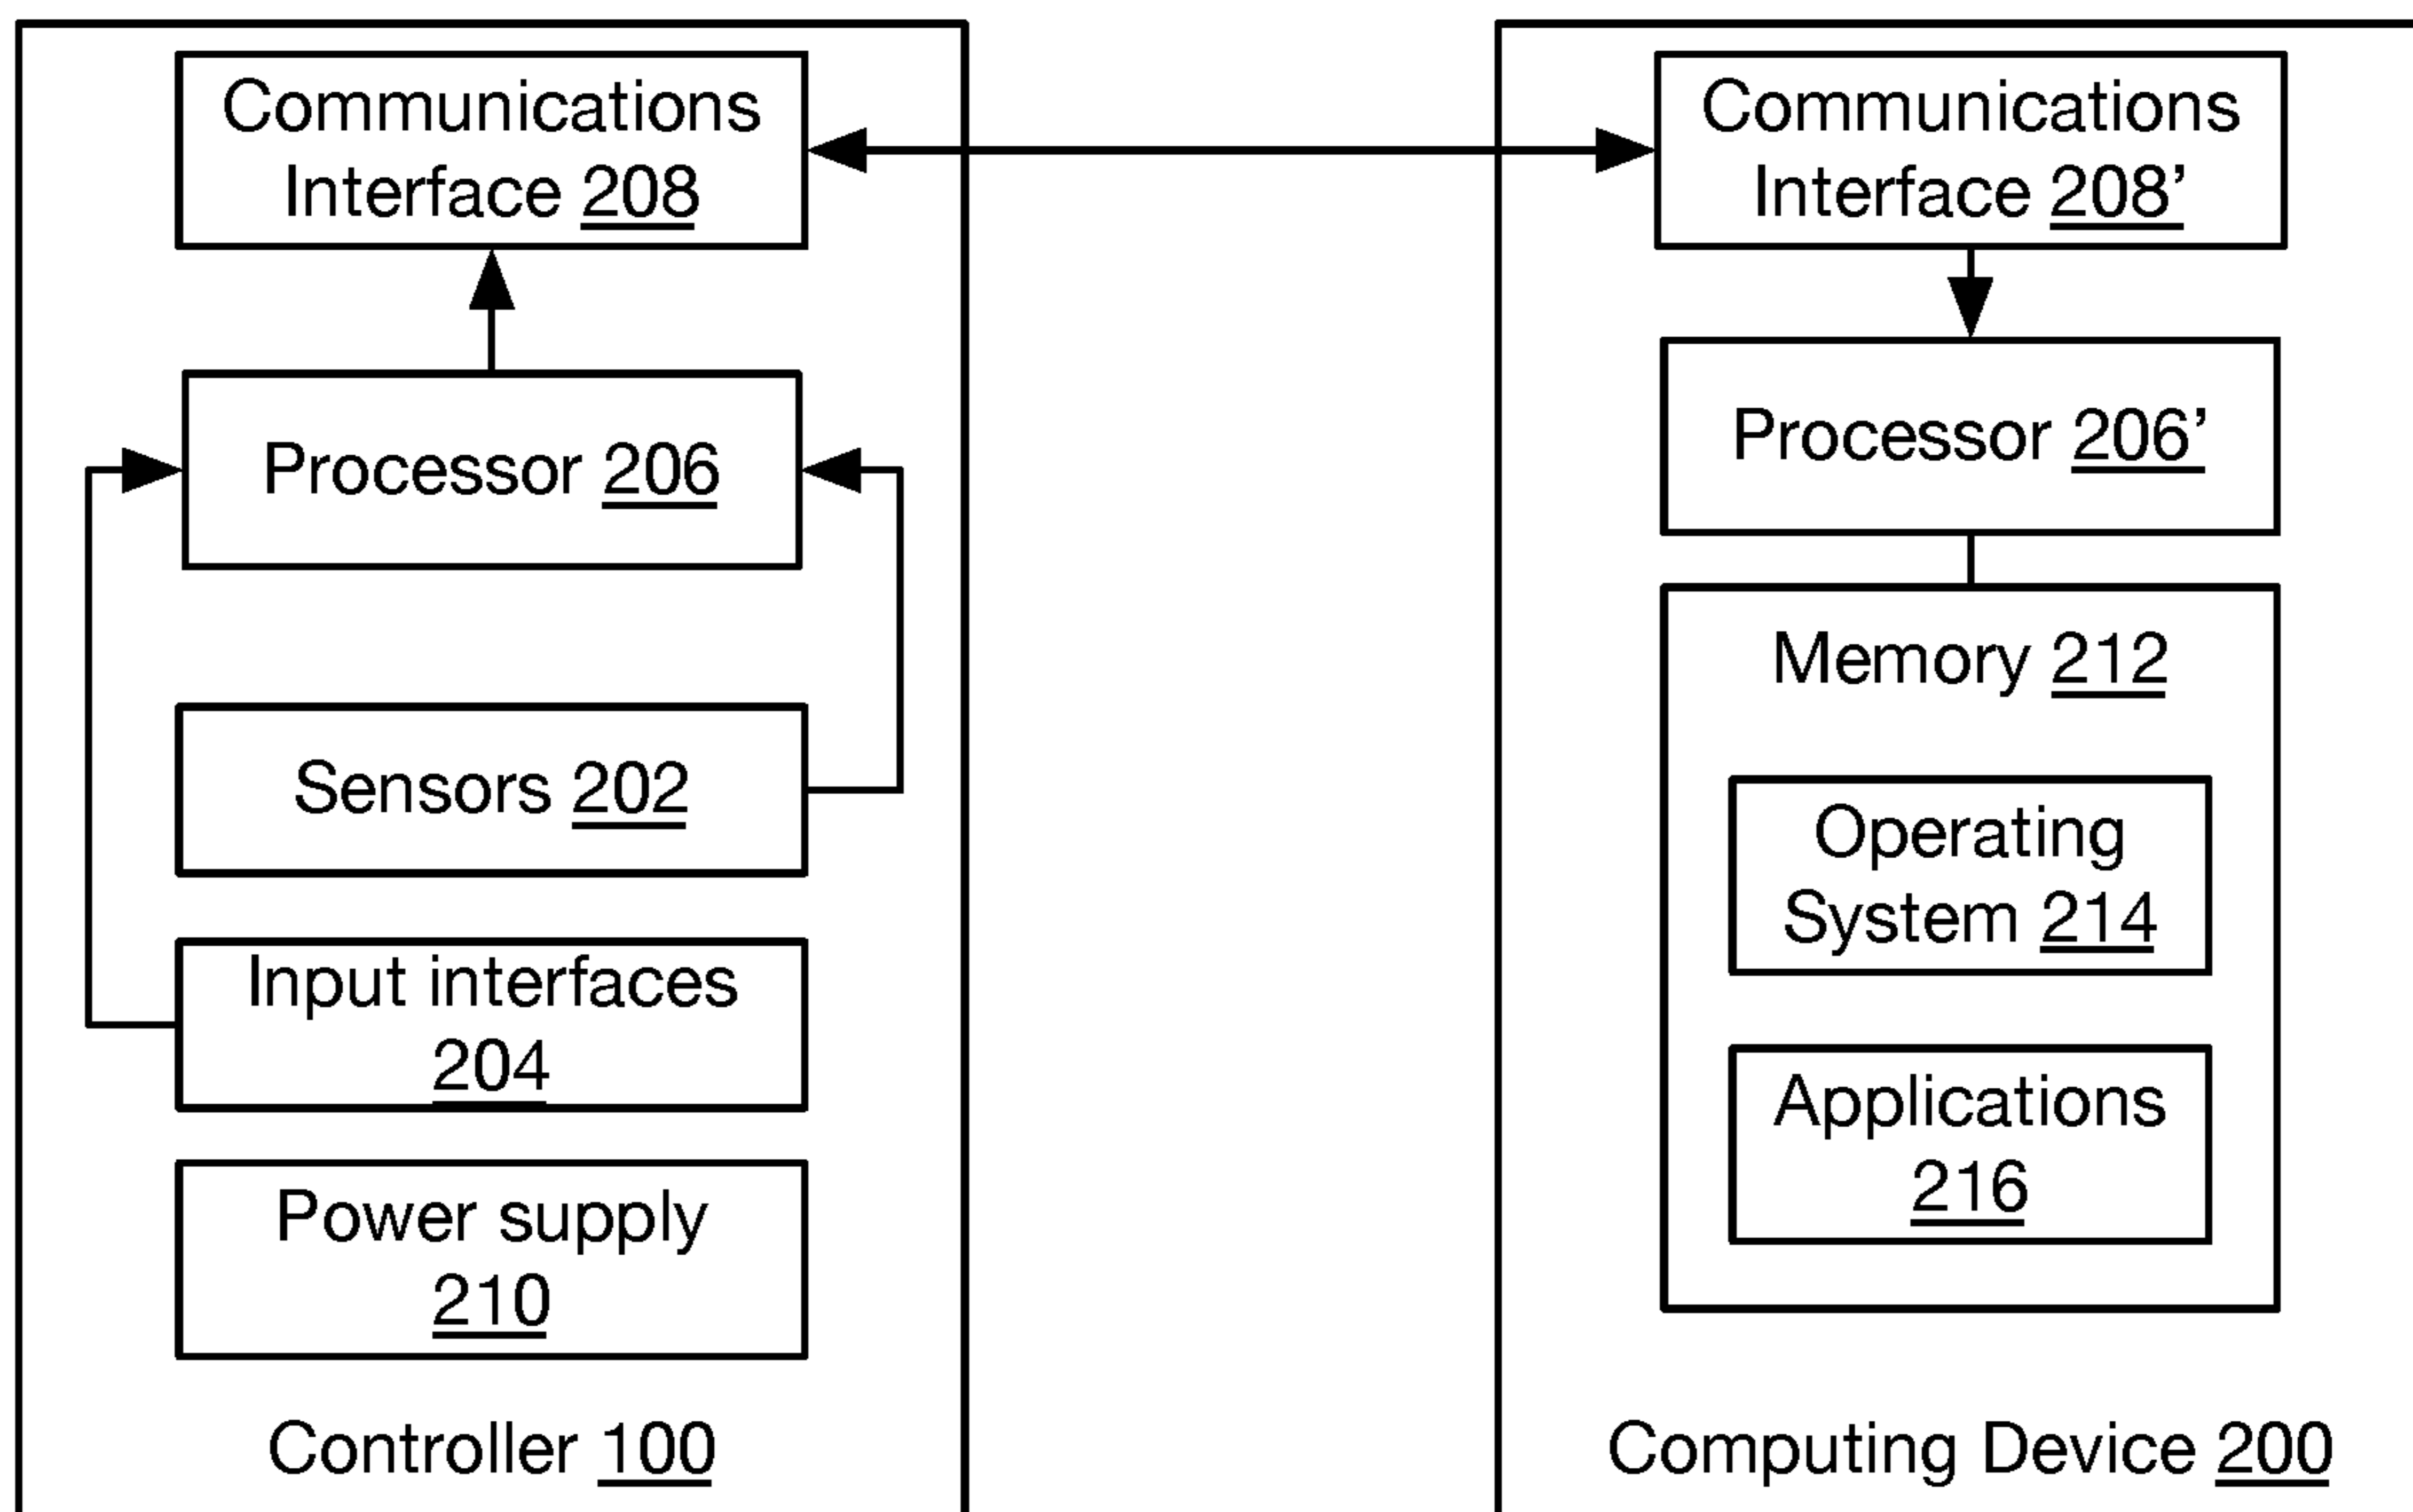 Communications
Interface 208
Processor 206
Sensors 202
Input interfaces
204
Power supply
210
Controller 100
Communications
Interface 208’
Processor 206’
Memory 212
Operating
System 214
Applications
216
Computing Device 200